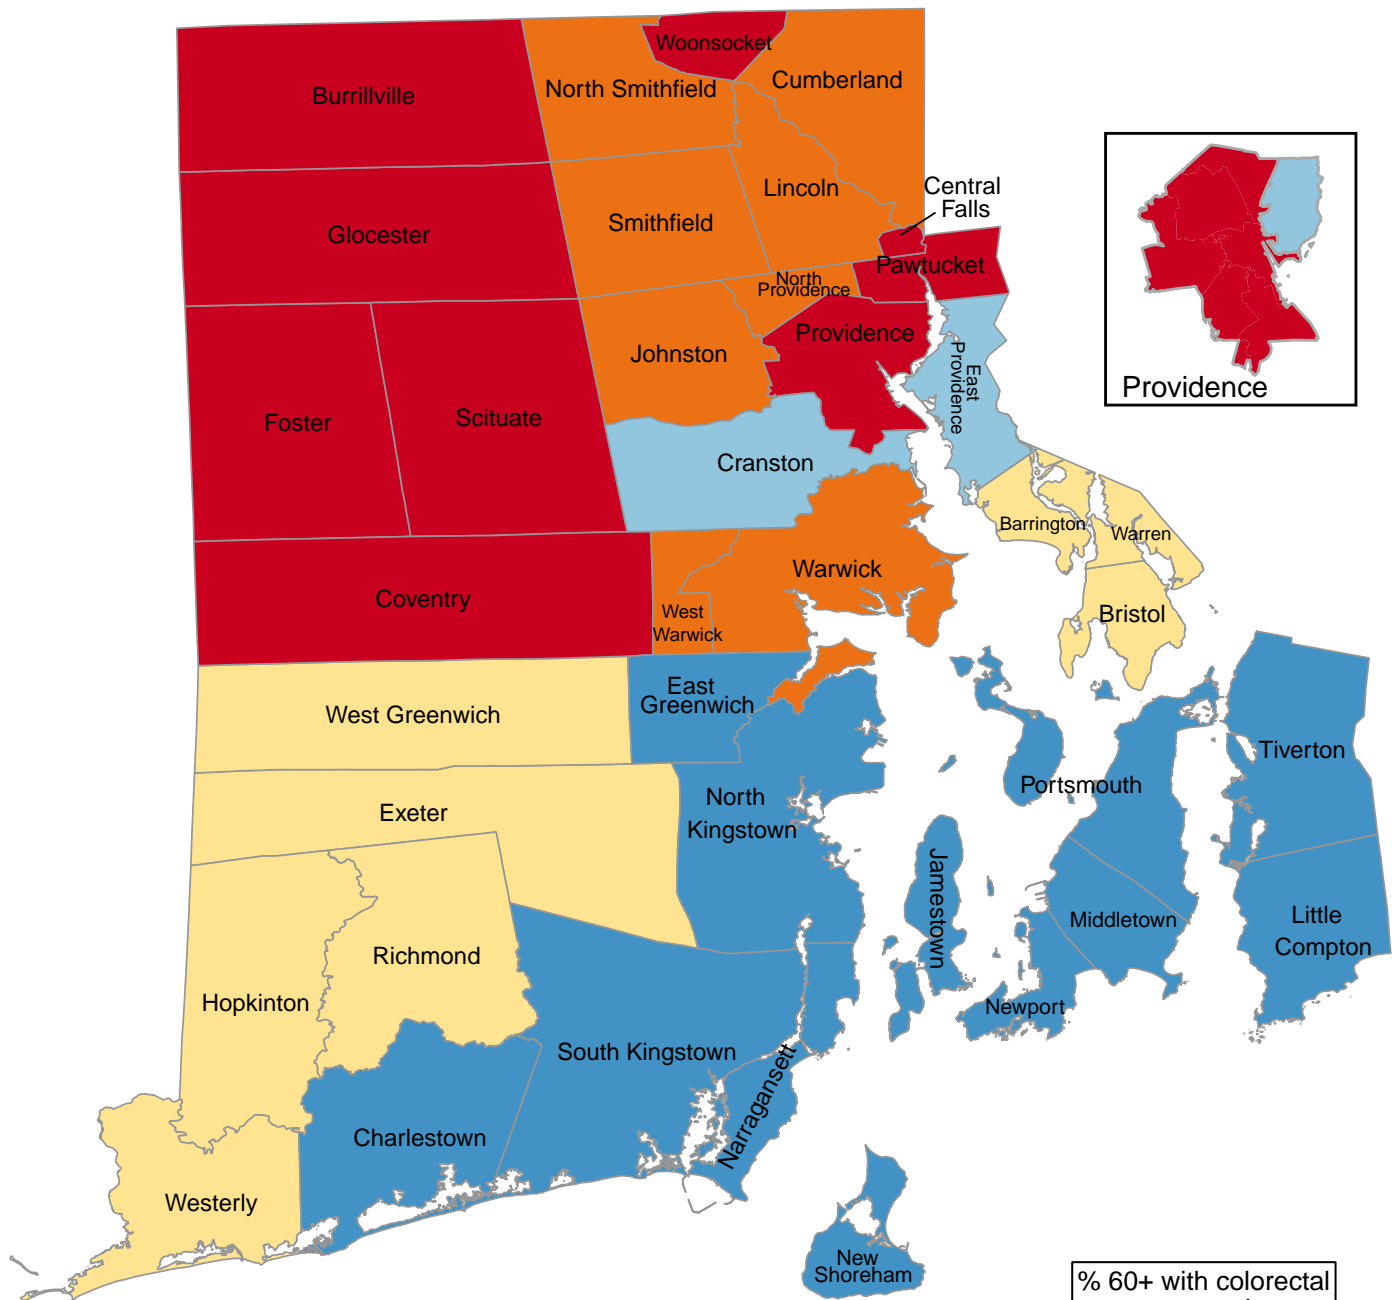 Woonsocket
Cumberland
North Smithfield
Burrillville
Central
Falls
Lincoln
Smithfield
Glocester
Pawtucket
North
Providence
Providence
Johnston
East
Providence
Providence
Foster
Scituate
Cranston
Barrington
Warren
Warwick
Coventry
West
Warwick
Bristol
East
Greenwich
West Greenwich
Tiverton
Portsmouth
North
Kingstown
Exeter
Jamestown
Middletown
Little
Compton
Richmond
Hopkinton
Newport
South Kingstown
Narragansett
Charlestown
Westerly
New
Shoreham
% 60+ with colorectal